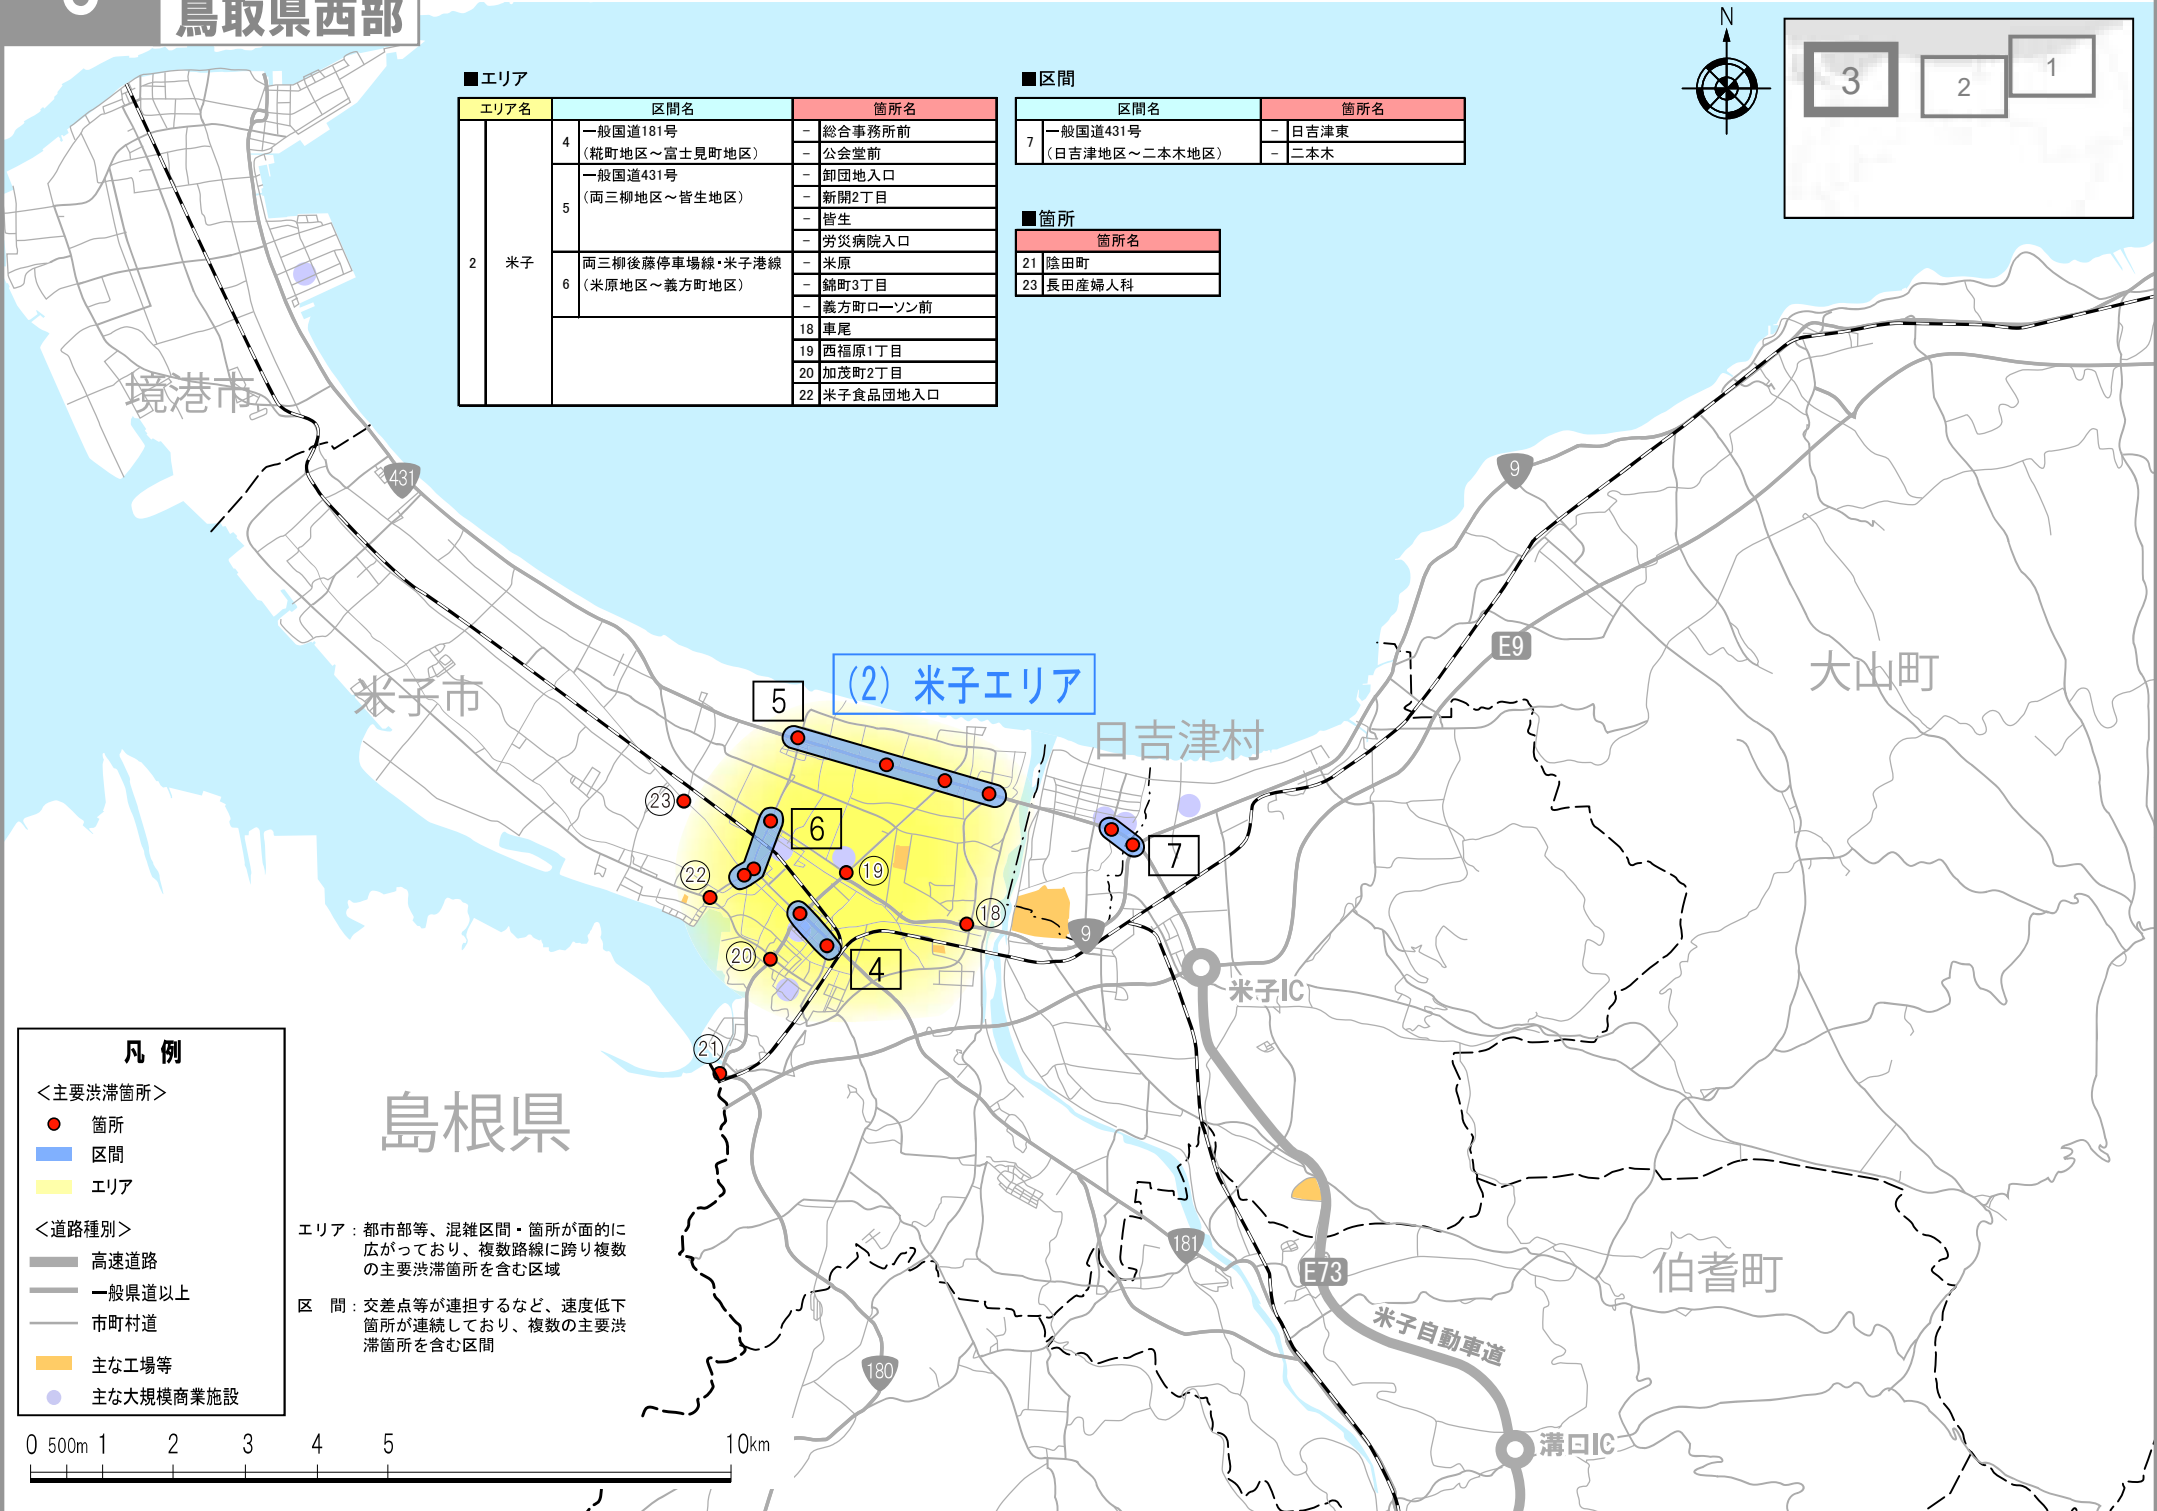 鳥取県西部
N
3
2
1
■エリア
エリア名 区間名 箇所名
2 米子
4 一般国道181号
(糀町地区～富士見町地区)
- 総合事務所前
- 公会堂前
5 一般国道431号
(両三柳地区～皆生地区)
- 卸団地入口
- 新開2丁目
- 皆生
- 労災病院入口
6 両三柳後藤停車場線・米子港線
(米原地区～義方町地区)
- 米原
- 錦町3丁目
- 義方町ローソン前
18 車尾
19 西福原1丁目
20 加茂町2丁目
22 米子食品団地入口
■区間
区間名 箇所名
7 一般国道431号
(日吉津地区～二本木地区)
- 日吉津東
- 二本木
■箇所
箇所名
21 陰田町
23 長田産婦人科
境港市
431
9
E9
大山町
米子市
(2) 米子エリア
5
日吉津村
23
6
7
22
19
18
9
20
4
米子IC
21
島根県
181
E73
伯耆町
米子自動車道
180
溝口IC
凡 例
＜主要渋滞箇所＞
箇所
区間
エリア
＜道路種別＞
高速道路
一般県道以上
市町村道
主な工場等
主な大規模商業施設
エリア：都市部等、混雑区間・箇所が面的に
広がっており、複数路線に跨り複数
の主要渋滞箇所を含む区域
区　間：交差点等が連担するなど、速度低下
箇所が連続しており、複数の主要渋
滞箇所を含む区間
0 500m 1 2 3 4 5 10km